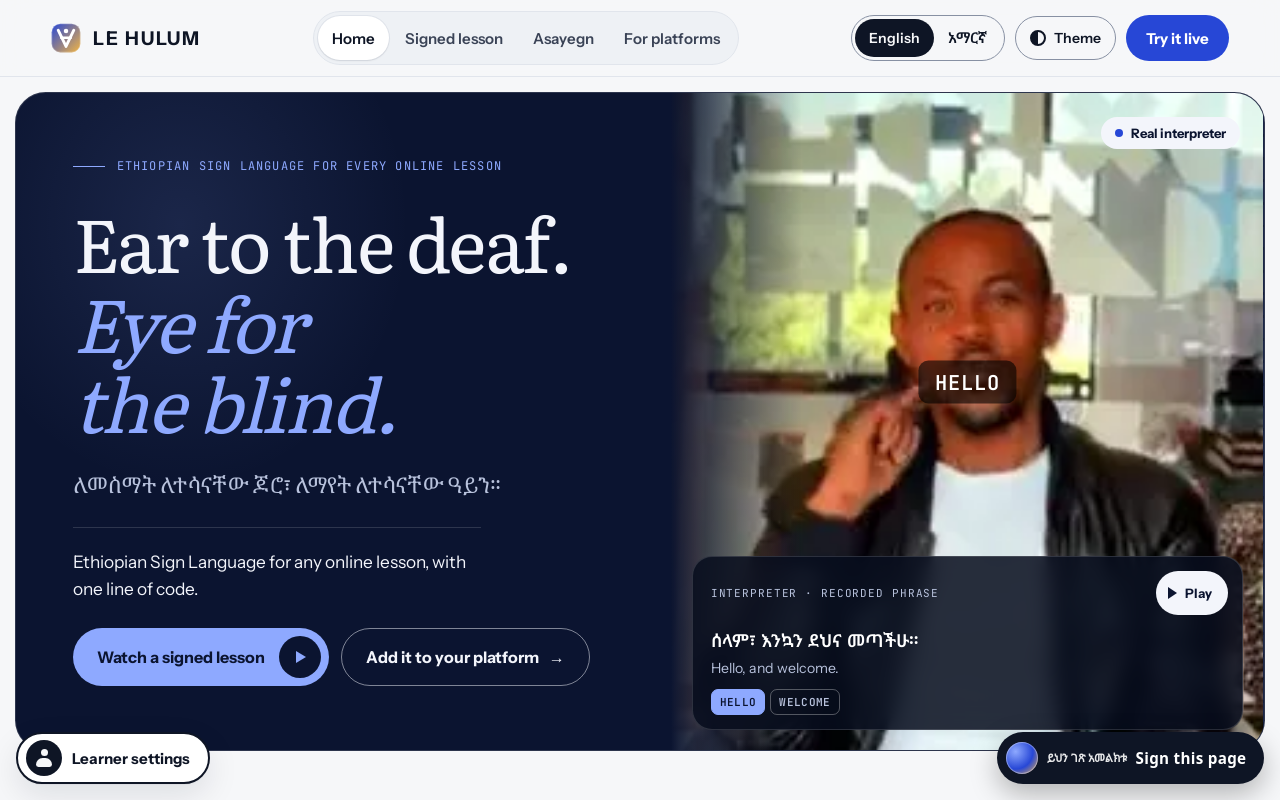 LE HULUM
Home
Signed lesson
Asayegn
For platforms
English
አማርኛ
Theme
Try it live
Real interpreter
ETHIOPIAN SIGN LANGUAGE FOR EVERY ONLINE LESSON
Ear to the deaf.
Eye for
the blind.
ለመስማት ለተሳናቸው ጆሮ፣ ለማየት ለተሳናቸው ዓይን።
Ethiopian Sign Language for any online lesson, with
one line of code.
Watch a signed lesson
Add it to your platform →
HELLO
INTERPRETER · RECORDED PHRASE
Play
ሰላም፣ እንኳን ደህና መጣችሁ።
Hello, and welcome.
HELLO
WELCOME
Learner settings
ይህን ገጽ አመልክቱ Sign this page